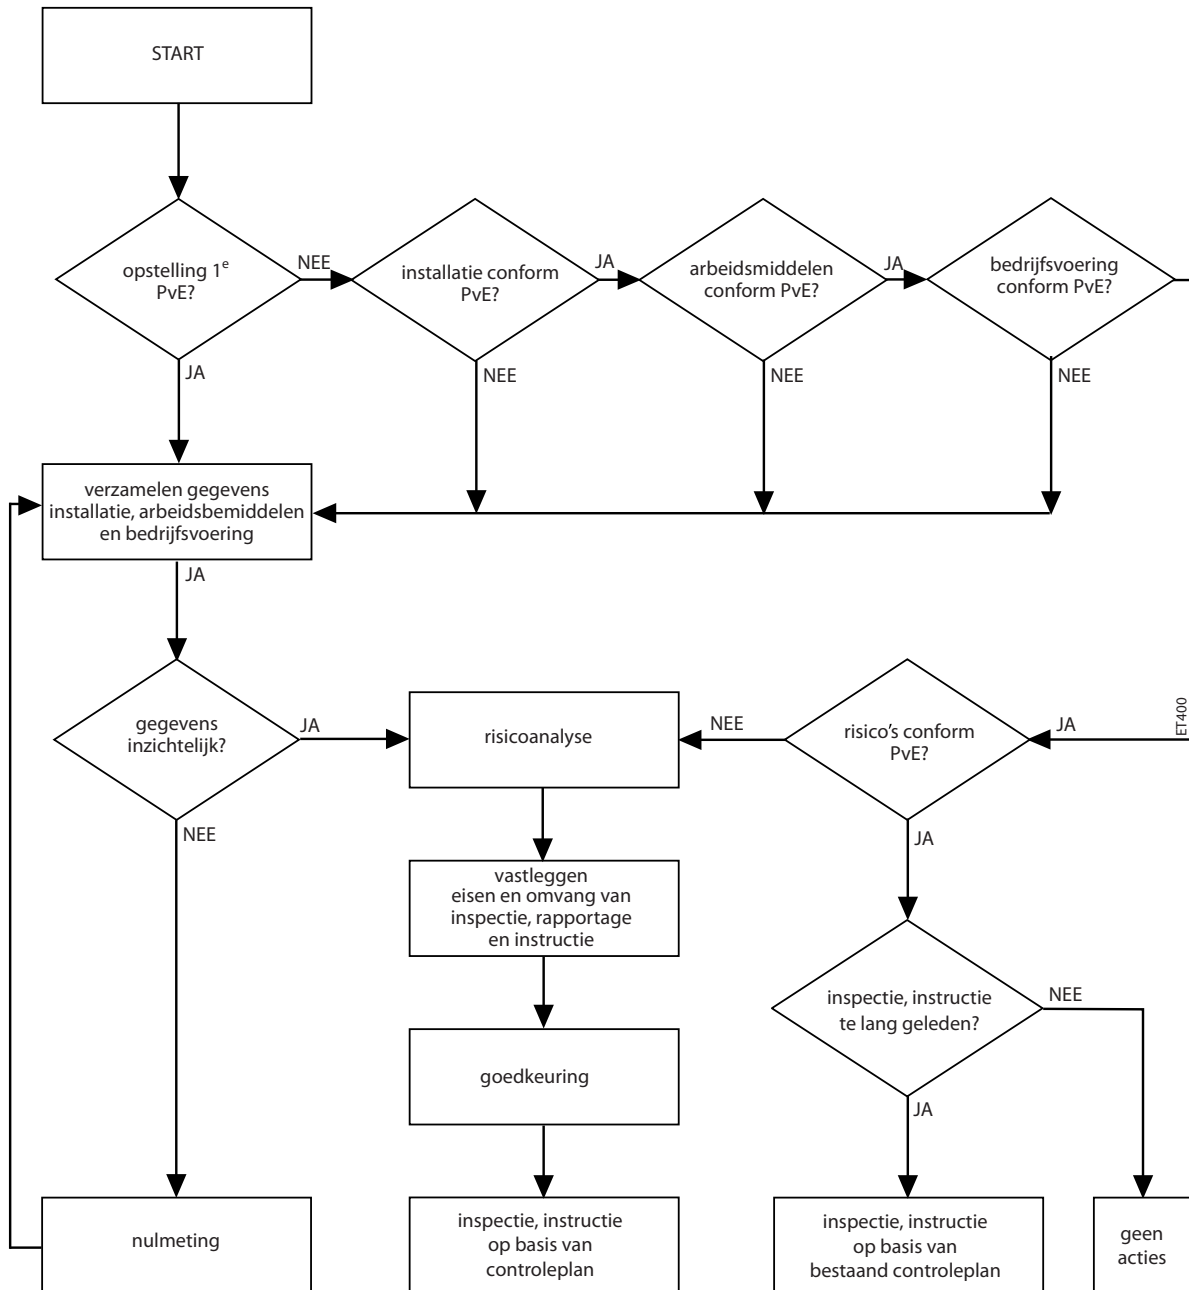 START
opstelling 1e
PvE?
NEE
installatie conform
PvE?
JA
arbeidsmiddelen
conform PvE?
JA
bedrijfsvoering
conform PvE?
JA
NEE
NEE
NEE
verzamelen gegevens
installatie, arbeidsbemiddelen
en bedrijfsvoering
JA
gegevens
inzichtelijk?
JA
risicoanalyse
NEE
risico's conform
PvE?
JA
ET400
NEE
JA
vastleggen
eisen en omvang van
inspectie, rapportage
en instructie
inspectie, instructie
te lang geleden?
NEE
goedkeuring
JA
nulmeting
inspectie, instructie
op basis van
controleplan
inspectie, instructie
op basis van
bestaand controleplan
geen
acties